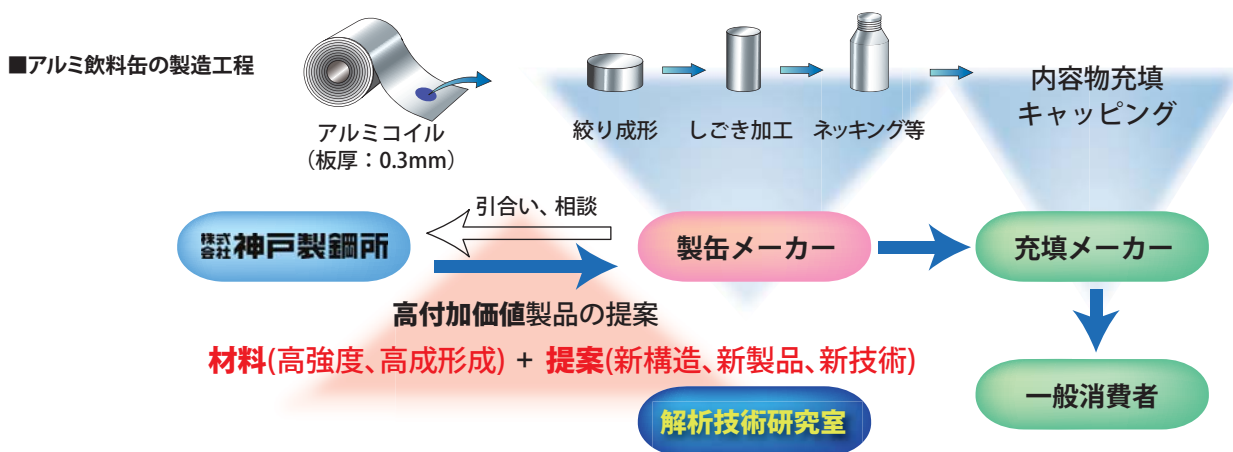 ■アルミ飲料缶の製造工程
アルミコイル
(板厚:0.3mm)
絞り成形
しごき加工
ネッキング等
内容物充填
キャッピング
引合い、相談
株式会社神戸製鋼所
製缶メーカー
充填メーカー
高付加価値製品の提案
材料(高強度、高成形成) + 提案(新構造、新製品、新技術)
解析技術研究室
一般消費者